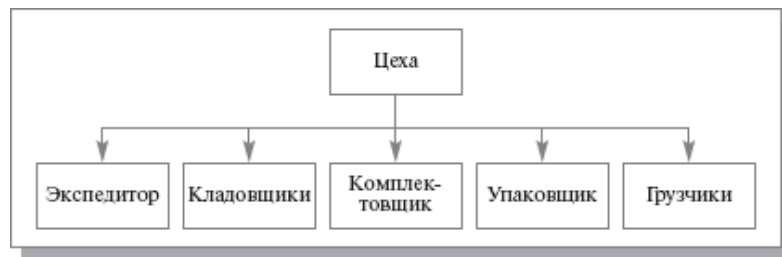 Цеха
Экспедитор
Кладовщики
Комплек-
товщик
Упаковщик
Грузчики